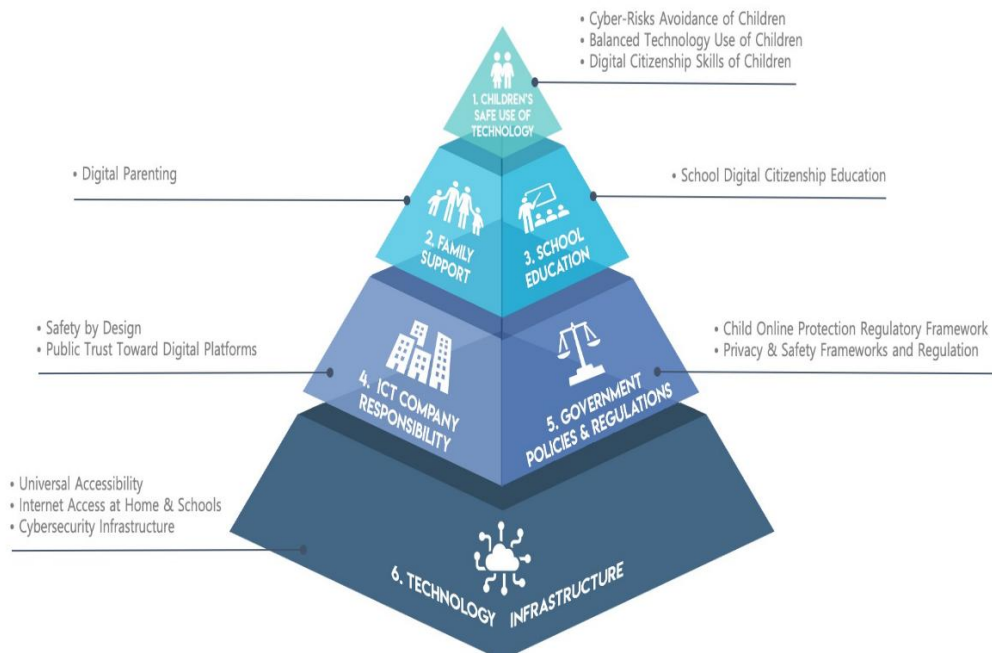 • Cyber-Risks Avoidance of Children
• Balanced Technology Use of Children
• Digital Citizenship Skills of Children
1. CHILDREN'S
SAFE USE OF
TECHNOLOGY
• Digital Parenting
• School Digital Citizenship Education
2. FAMILY
SUPPORT
3. SCHOOL
EDUCATION
• Safety by Design
• Public Trust Toward Digital Platforms
• Child Online Protection Regulatory Framework
• Privacy & Safety Frameworks and Regulation
4. ICT COMPANY
RESPONSIBILITY
5. GOVERNMENT
POLICIES & REGULATIONS
• Universal Accessibility
• Internet Access at Home & Schools
• Cybersecurity Infrastructure
6. TECHNOLOGY INFRASTRUCTURE